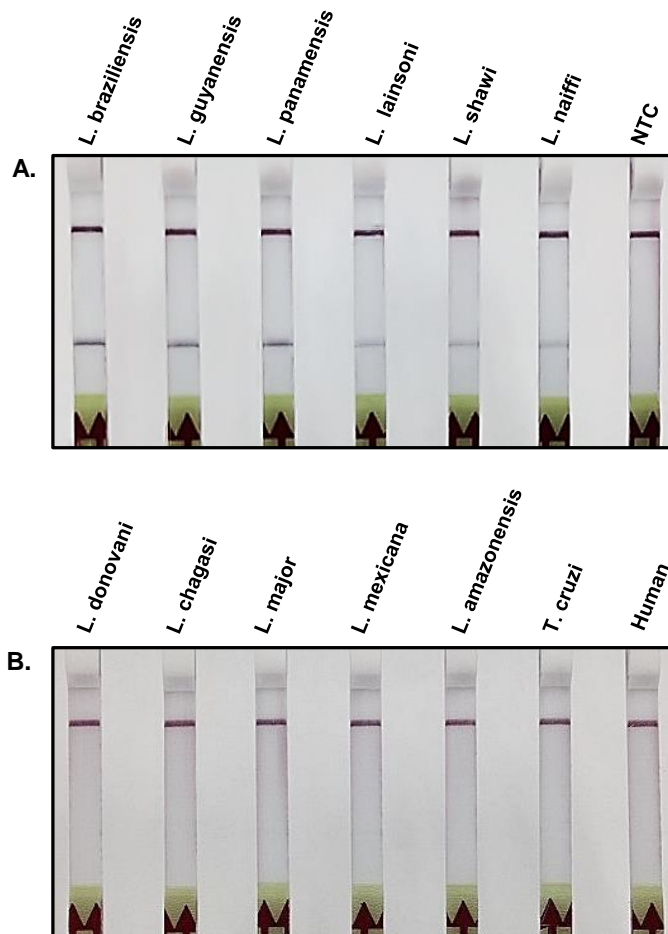 L. braziliensis
L. guyanensis
L. panamensis
L. lainsoni
L. shawi
L. naiffi
NTC
A.
L. donovani
L. chagasi
L. major
L. mexicana
L. amazonensis
T. cruzi
Human
B.